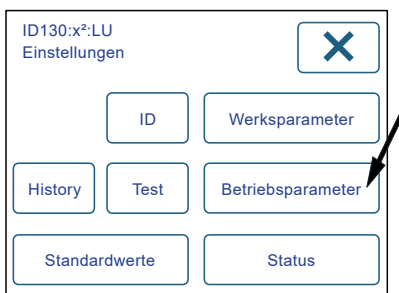 ID130:x²:LU
Einstellungen
ID
Werksparameter
History
Test
Betriebsparameter
Standardwerte
Status